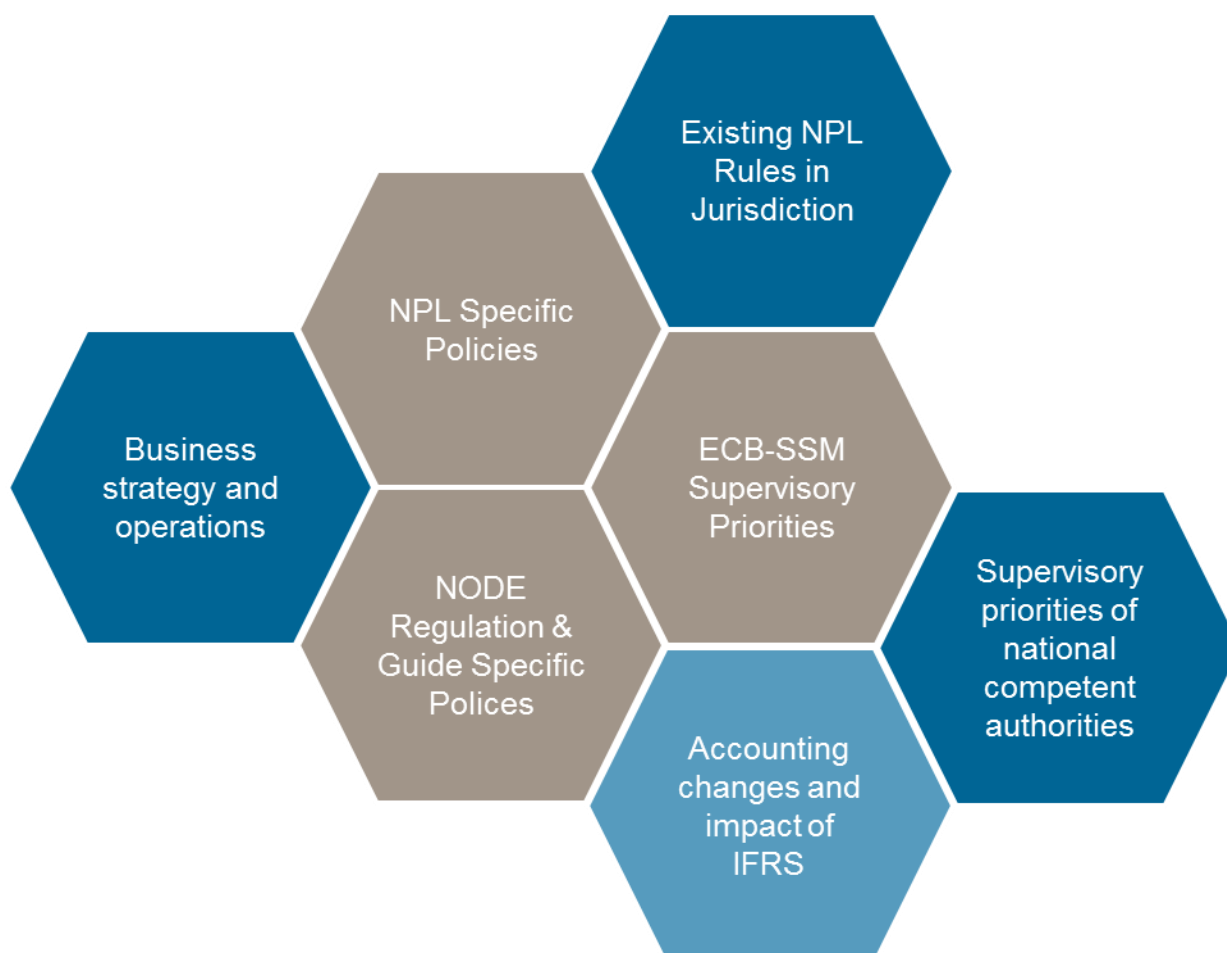 Existing NPL
Rules in
Jurisdiction
NPL Specific
Policies
Business
strategy and
operations
ECB-SSM
Supervisory
Priorities
NODE
Regulation &
Guide Specific
Polices
Supervisory
priorities of
national
competent
authorities
Accounting
changes and
impact of
IFRS